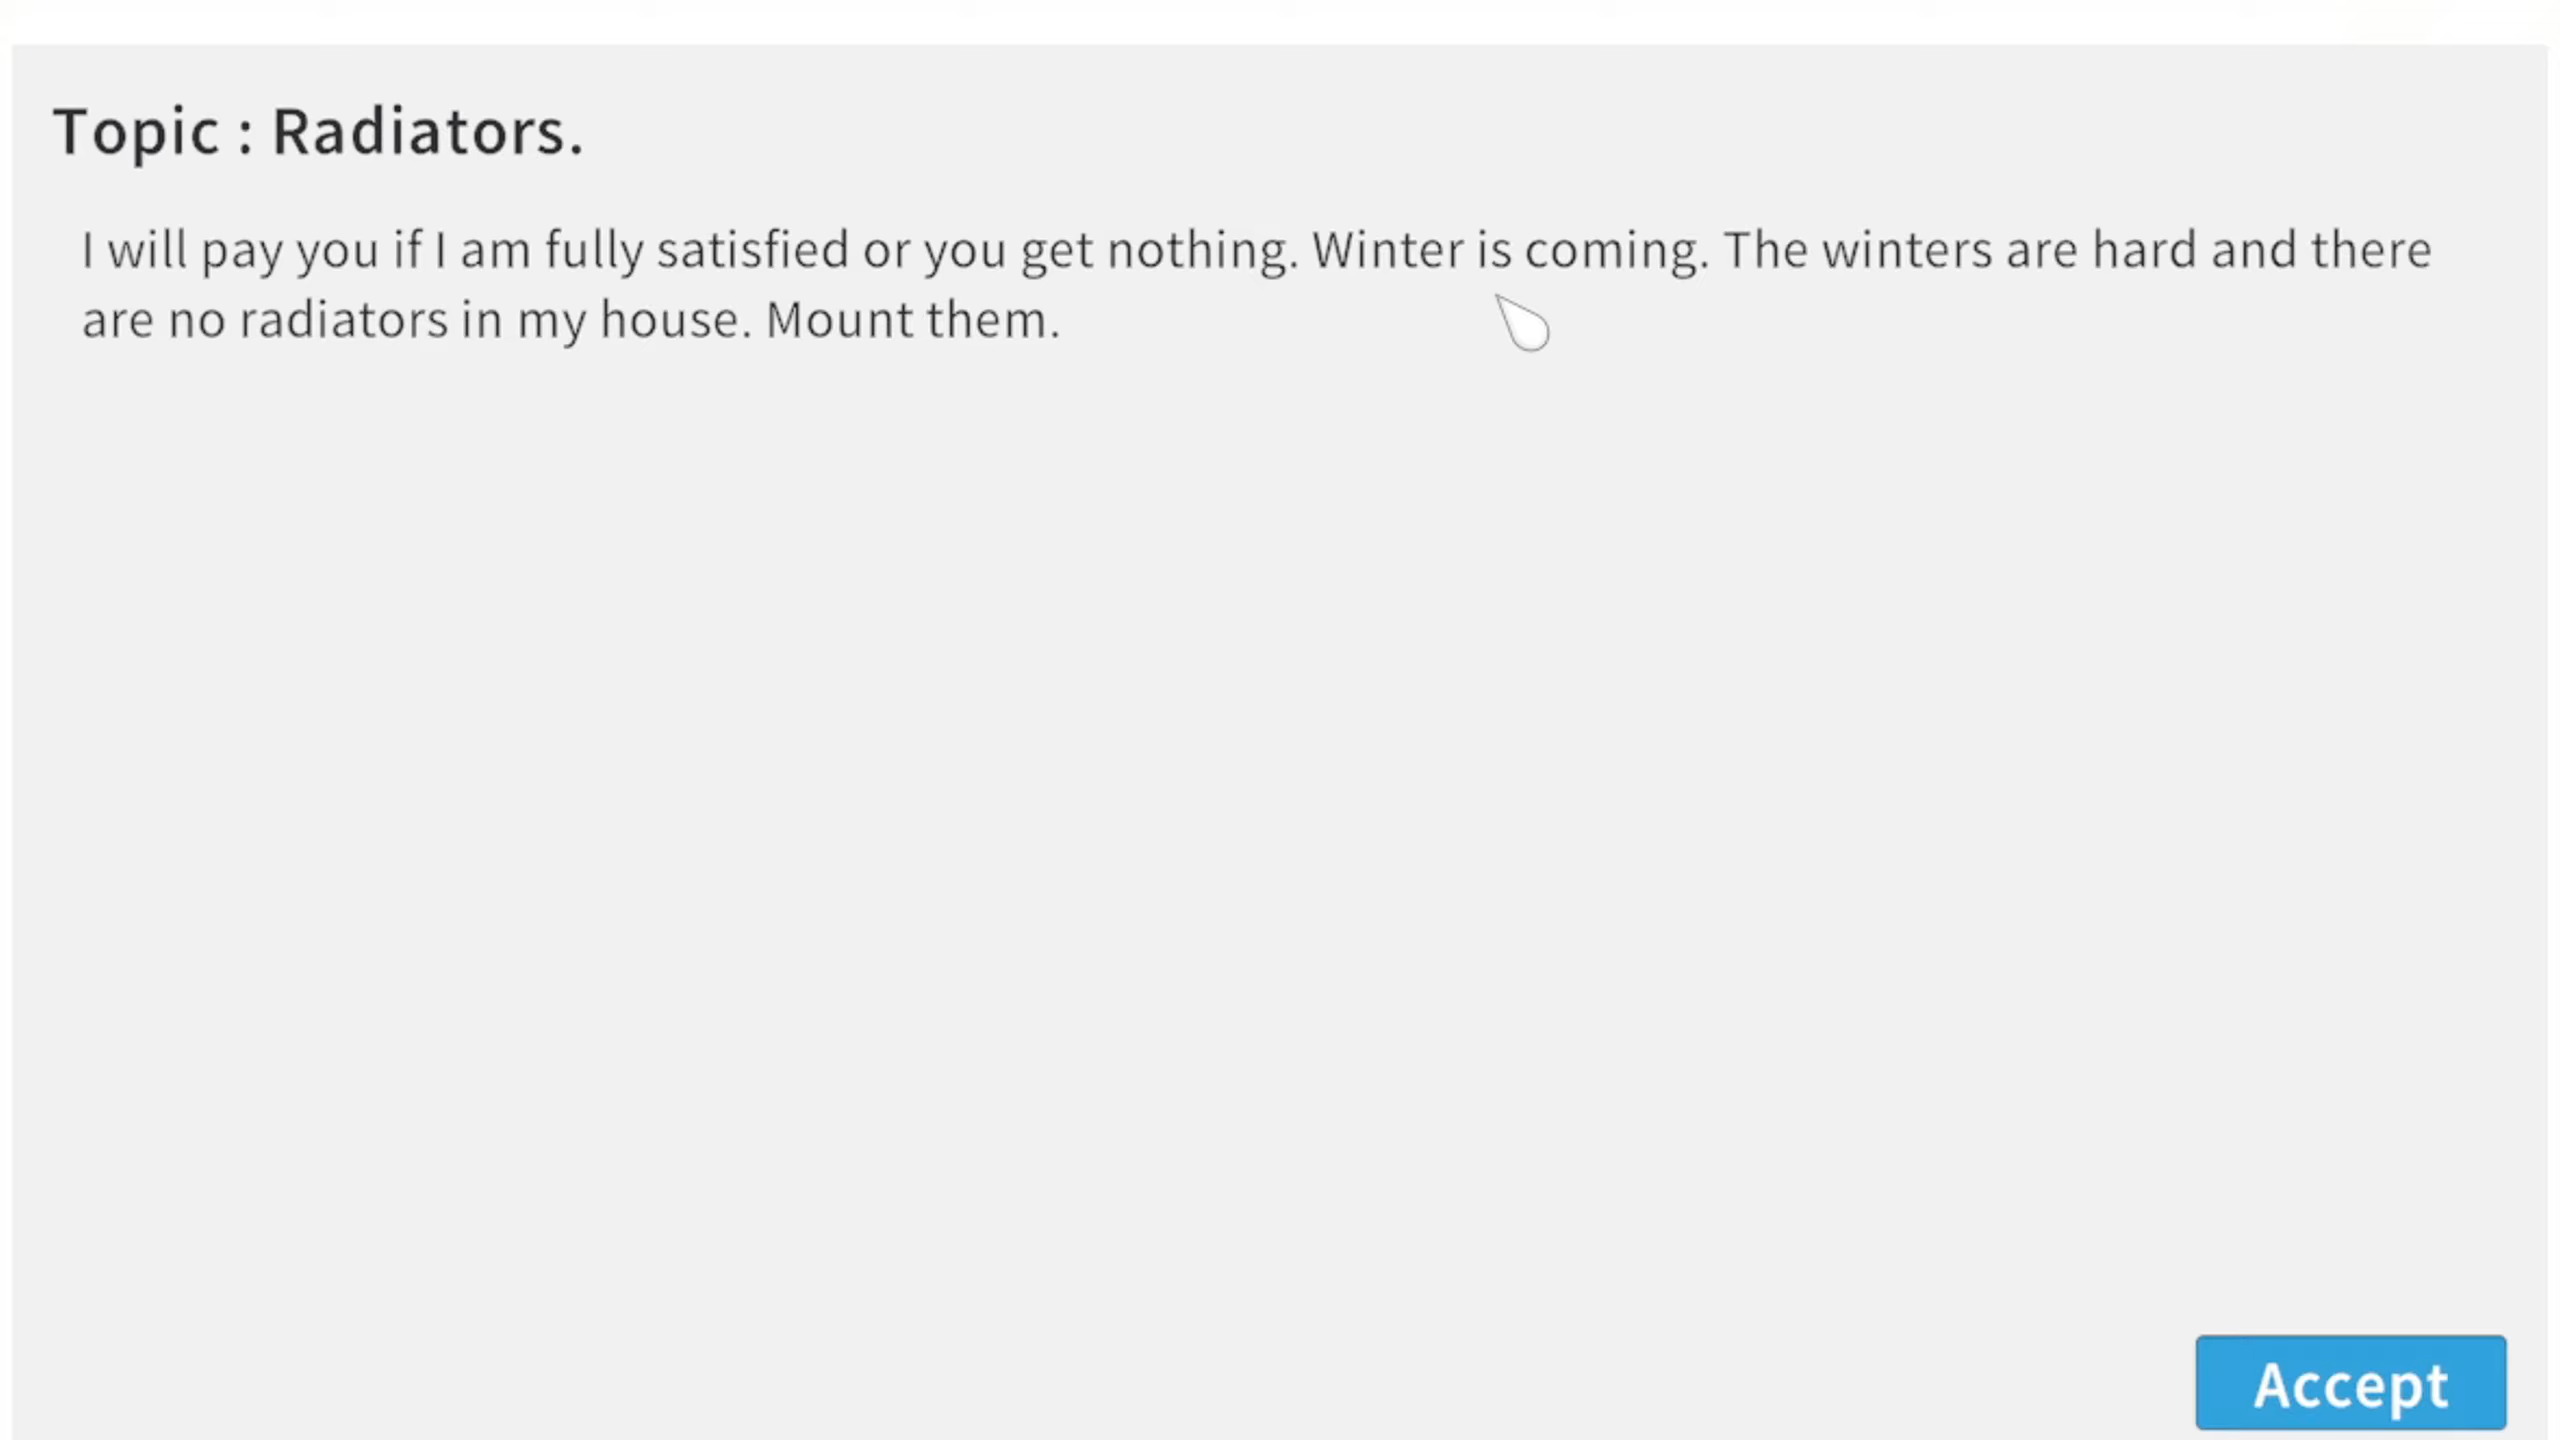 Topic : Radiators.
I will pay you if I am fully satisfied or you get nothing. Winter is coming. The winters are hard and there
are no radiators in my house. Mount them.
Accept